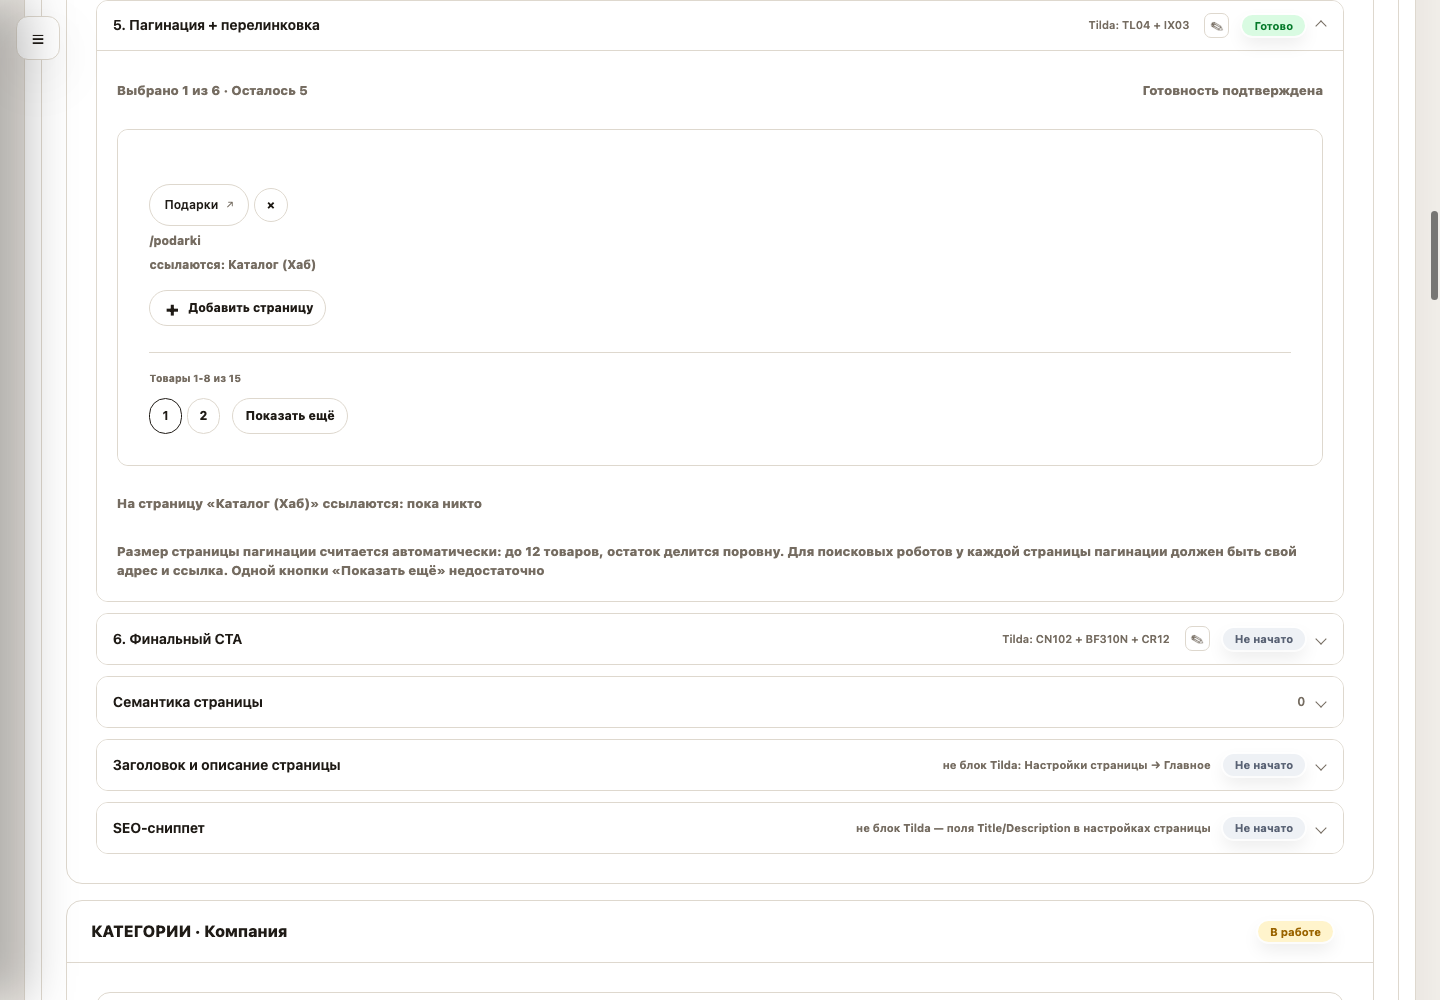 5. Пагинация + перелинковка
Tilda: TL04 + IX03
Готово
Выбрано 1 из 6 · Осталось 5
Готовность подтверждена
Подарки ↗
×
/podarki
ссылаются: Каталог (Хаб)
+ Добавить страницу
Товары 1-8 из 15
1
2
Показать ещё
На страницу «Каталог (Хаб)» ссылаются: пока никто
Размер страницы пагинации считается автоматически: до 12 товаров, остаток делится поровну. Для поисковых роботов у каждой страницы пагинации должен быть свой
адрес и ссылка. Одной кнопки «Показать ещё» недостаточно
6. Финальный CTA
Tilda: CN102 + BF310N + CR12
Не начато
Семантика страницы
0
Заголовок и описание страницы
не блок Tilda: Настройки страницы → Главное
Не начато
SEO-сниппет
не блок Tilda — поля Title/Description в настройках страницы
Не начато
КАТЕГОРИИ · Компания
В работе